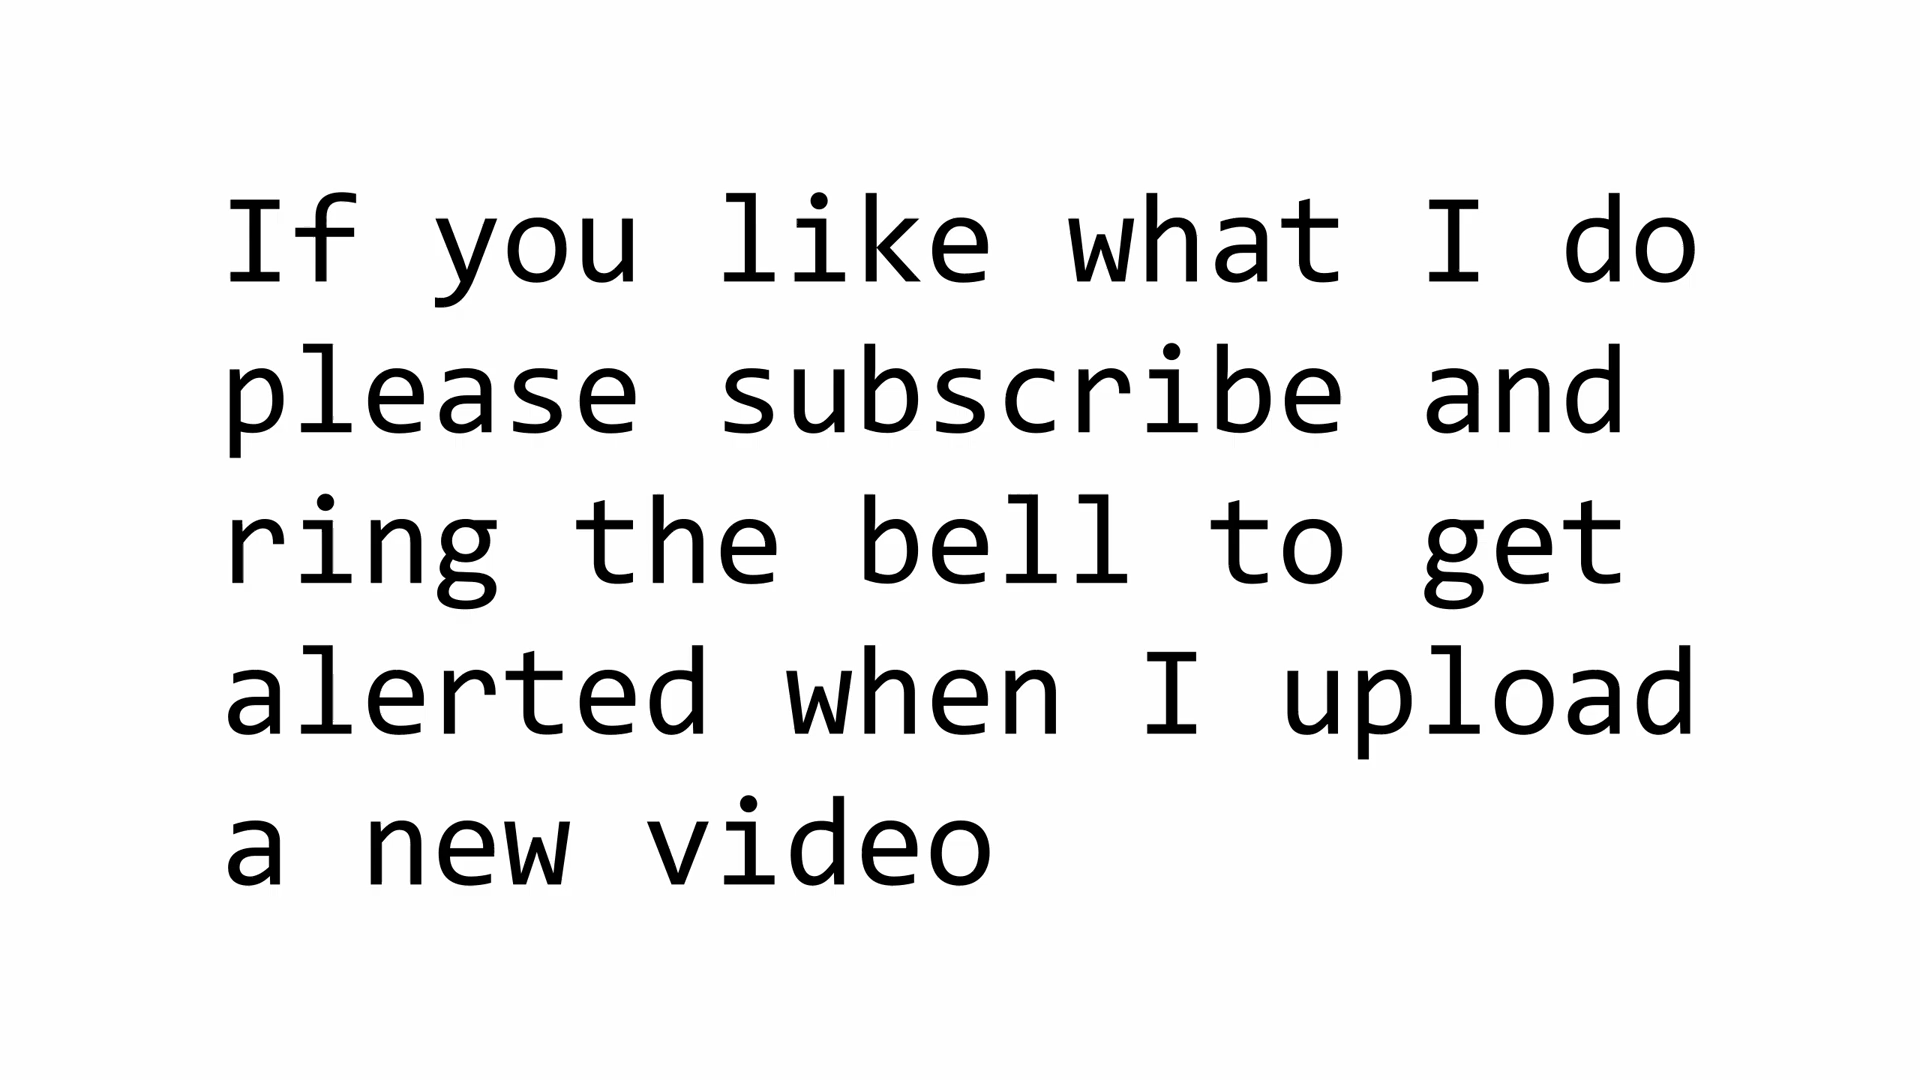 If you like what I do
please subscribe and
ring the bell to get
alerted when I upload
a new video